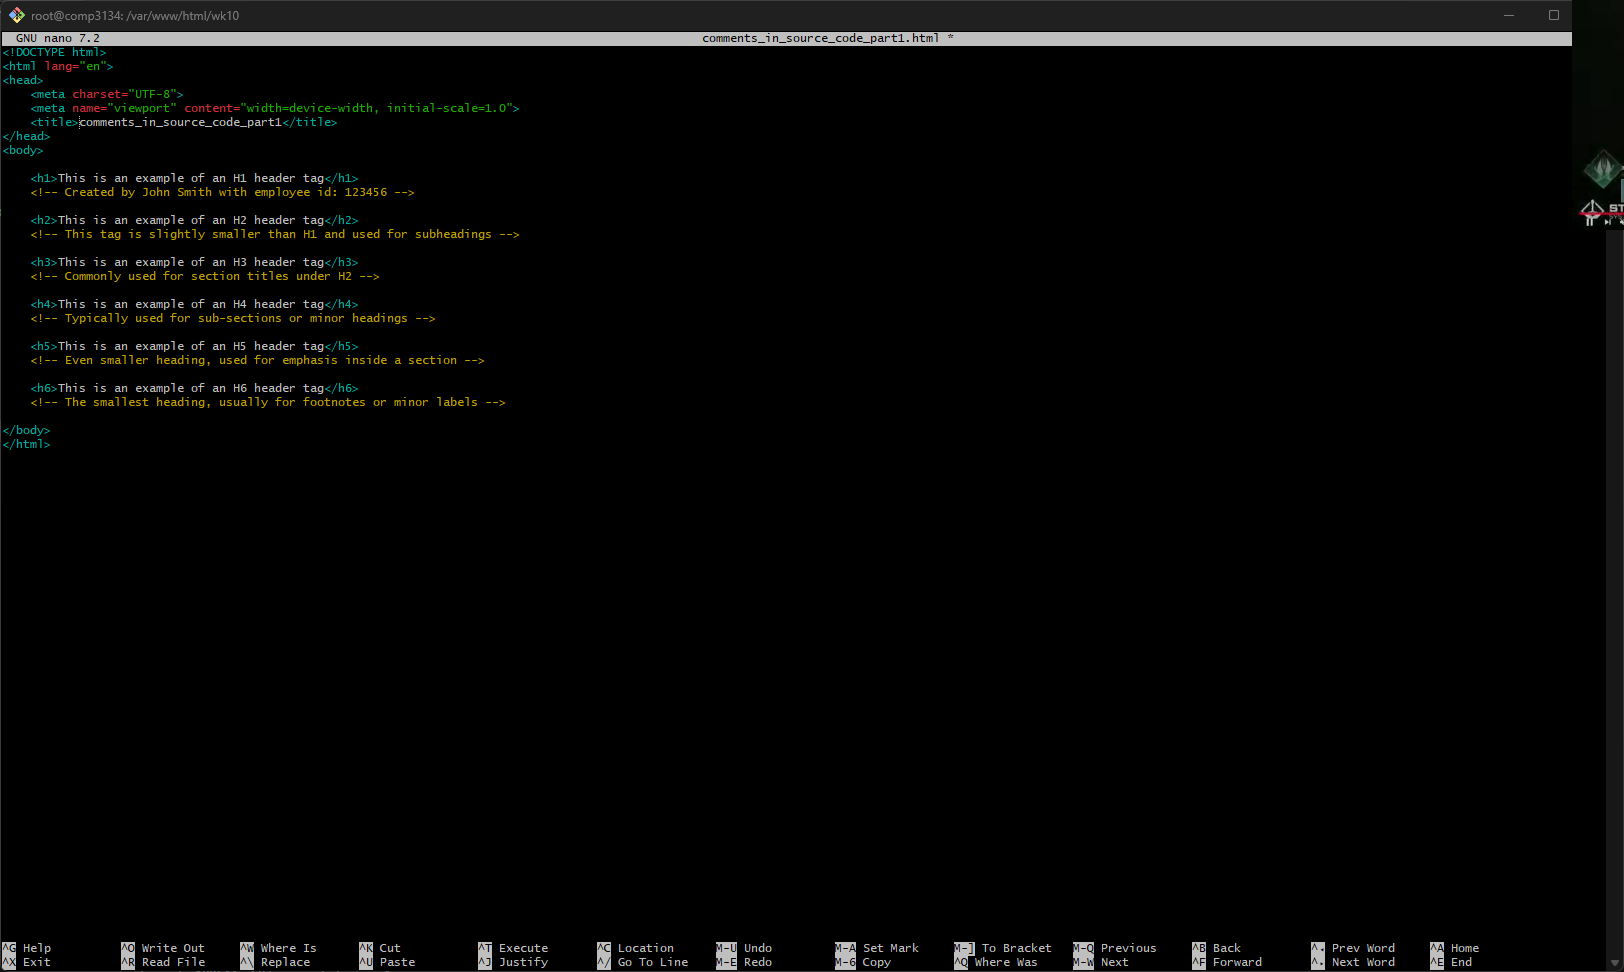 root@comp3134: /var/www/html/wk10
GNU nano 7.2 comments_in_source_code_part1.html *
<!DOCTYPE html>
<html lang="en">
<head>
    <meta charset="UTF-8">
    <meta name="viewport" content="width=device-width, initial-scale=1.0">
    <title>comments_in_source_code_part1</title>
</head>
<body>
    <h1>This is an example of an H1 header tag</h1>
    <!-- Created by John Smith with employee id: 123456 -->
    <h2>This is an example of an H2 header tag</h2>
    <!-- This tag is slightly smaller than H1 and used for subheadings -->
    <h3>This is an example of an H3 header tag</h3>
    <!-- Commonly used for section titles under H2 -->
    <h4>This is an example of an H4 header tag</h4>
    <!-- Typically used for sub-sections or minor headings -->
    <h5>This is an example of an H5 header tag</h5>
    <!-- Even smaller heading, used for emphasis inside a section -->
    <h6>This is an example of an H6 header tag</h6>
    <!-- The smallest heading, usually for footnotes or minor labels -->
</body>
</html>
^G Help ^O Write Out ^W Where Is ^K Cut ^T Execute ^C Location M-U Undo M-A Set Mark M-] To Bracket M-Q Previous ^B Back ^◂ Prev Word ^A Home
^X Exit ^R Read File ^\ Replace ^U Paste ^J Justify ^/ Go To Line M-E Redo M-6 Copy ^Q Where Was M-W Next ^F Forward ^▸ Next Word ^E End